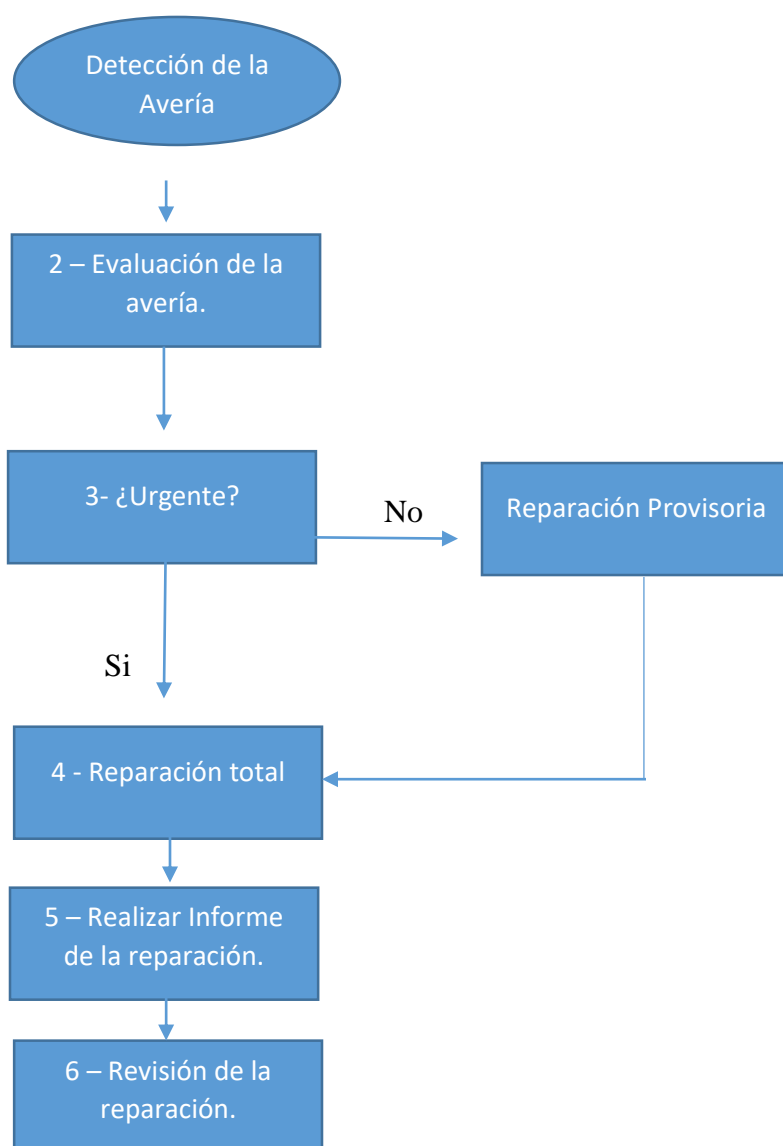 Detección de la
Avería
2 – Evaluación de la
avería.
3- ¿Urgente?
No
Reparación Provisoria
Si
4 - Reparación total
5 – Realizar Informe
de la reparación.
6 – Revisión de la
reparación.